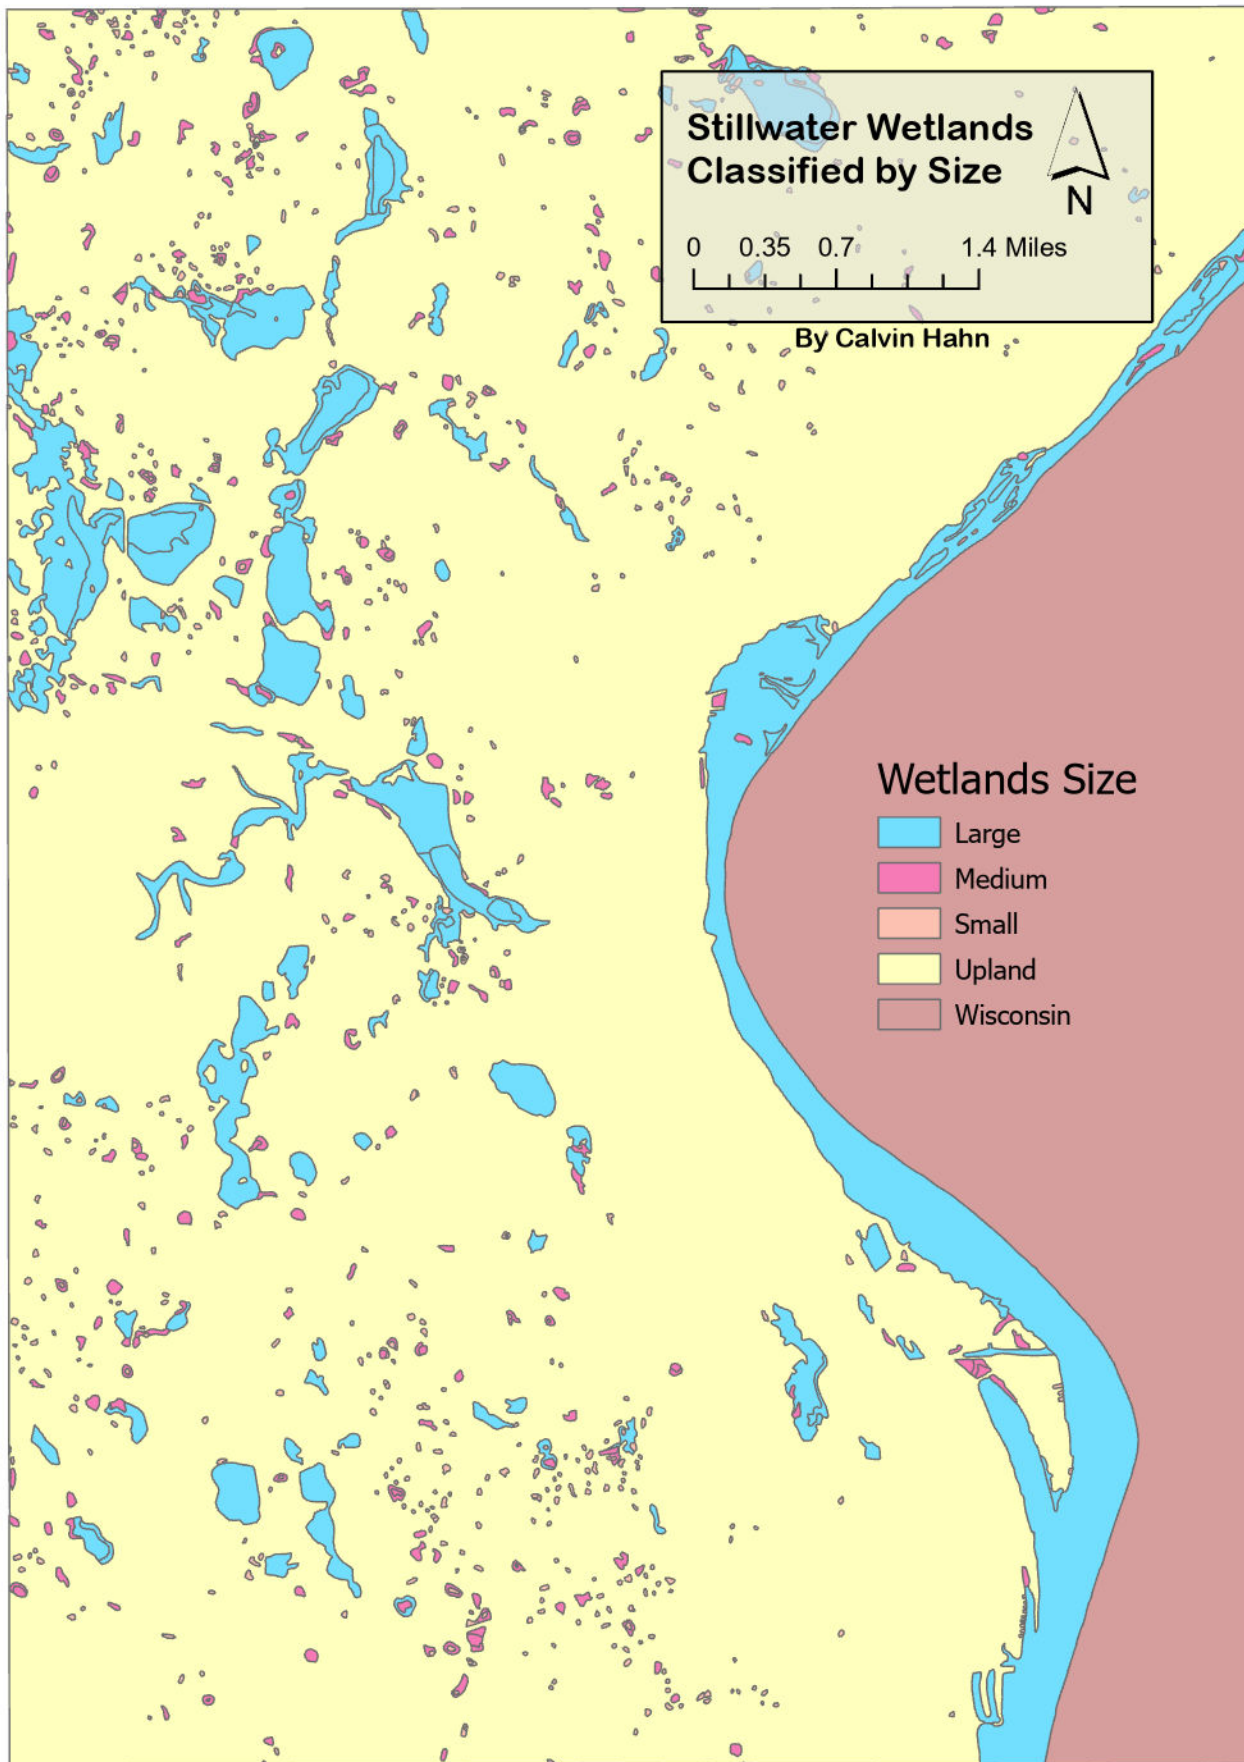 Stillwater Wetlands
Classified by Size
N
0 0.35 0.7 1.4 Miles
By Calvin Hahn
Wetlands Size
Large
Medium
Small
Upland
Wisconsin